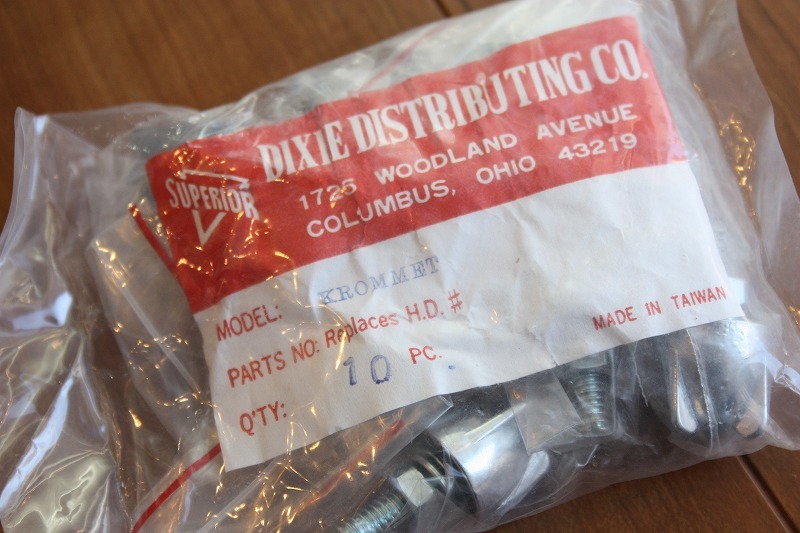 SUPERIOR
DIXIE DISTRIBUTING CO.
1725 WOODLAND AVENUE
COLUMBUS, OHIO 43219
MODEL: KROMMET
PARTS NO: Replaces H.D. #
Q'TY: 10 PC.
MADE IN TAIWAN